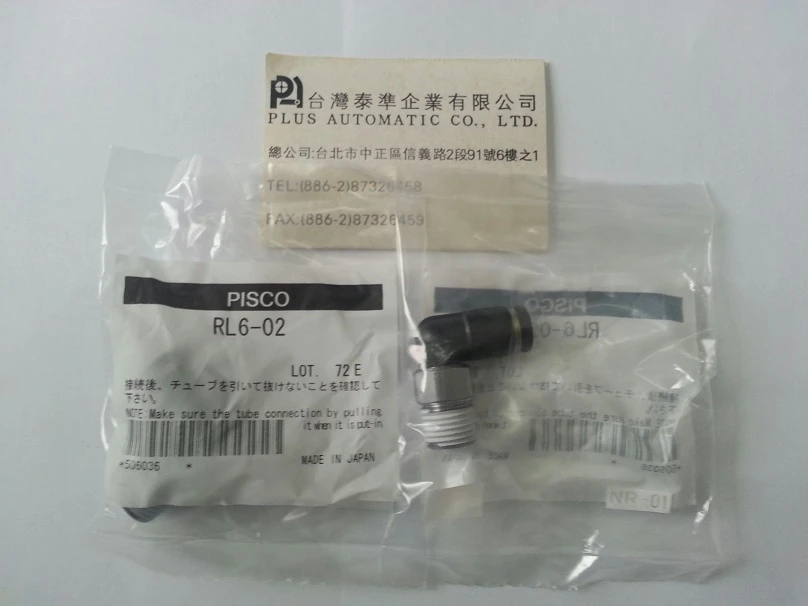 台灣泰準企業有限公司
PLUS AUTOMATIC CO., LTD.
總公司:台北市中正區信義路2段91號6樓之1
TEL:(886-2)87326458
FAX:(886-2)87326459
PISCO
RL6-02
LOT. 72E
接続後、チューブを引いて抜けないことを確認して
下さい。
NOTE:Make sure the tube connection by pulling
it when it is put-in
*506036 *
MADE IN JAPAN
PISCO
RL6-0
LOT
NR-01